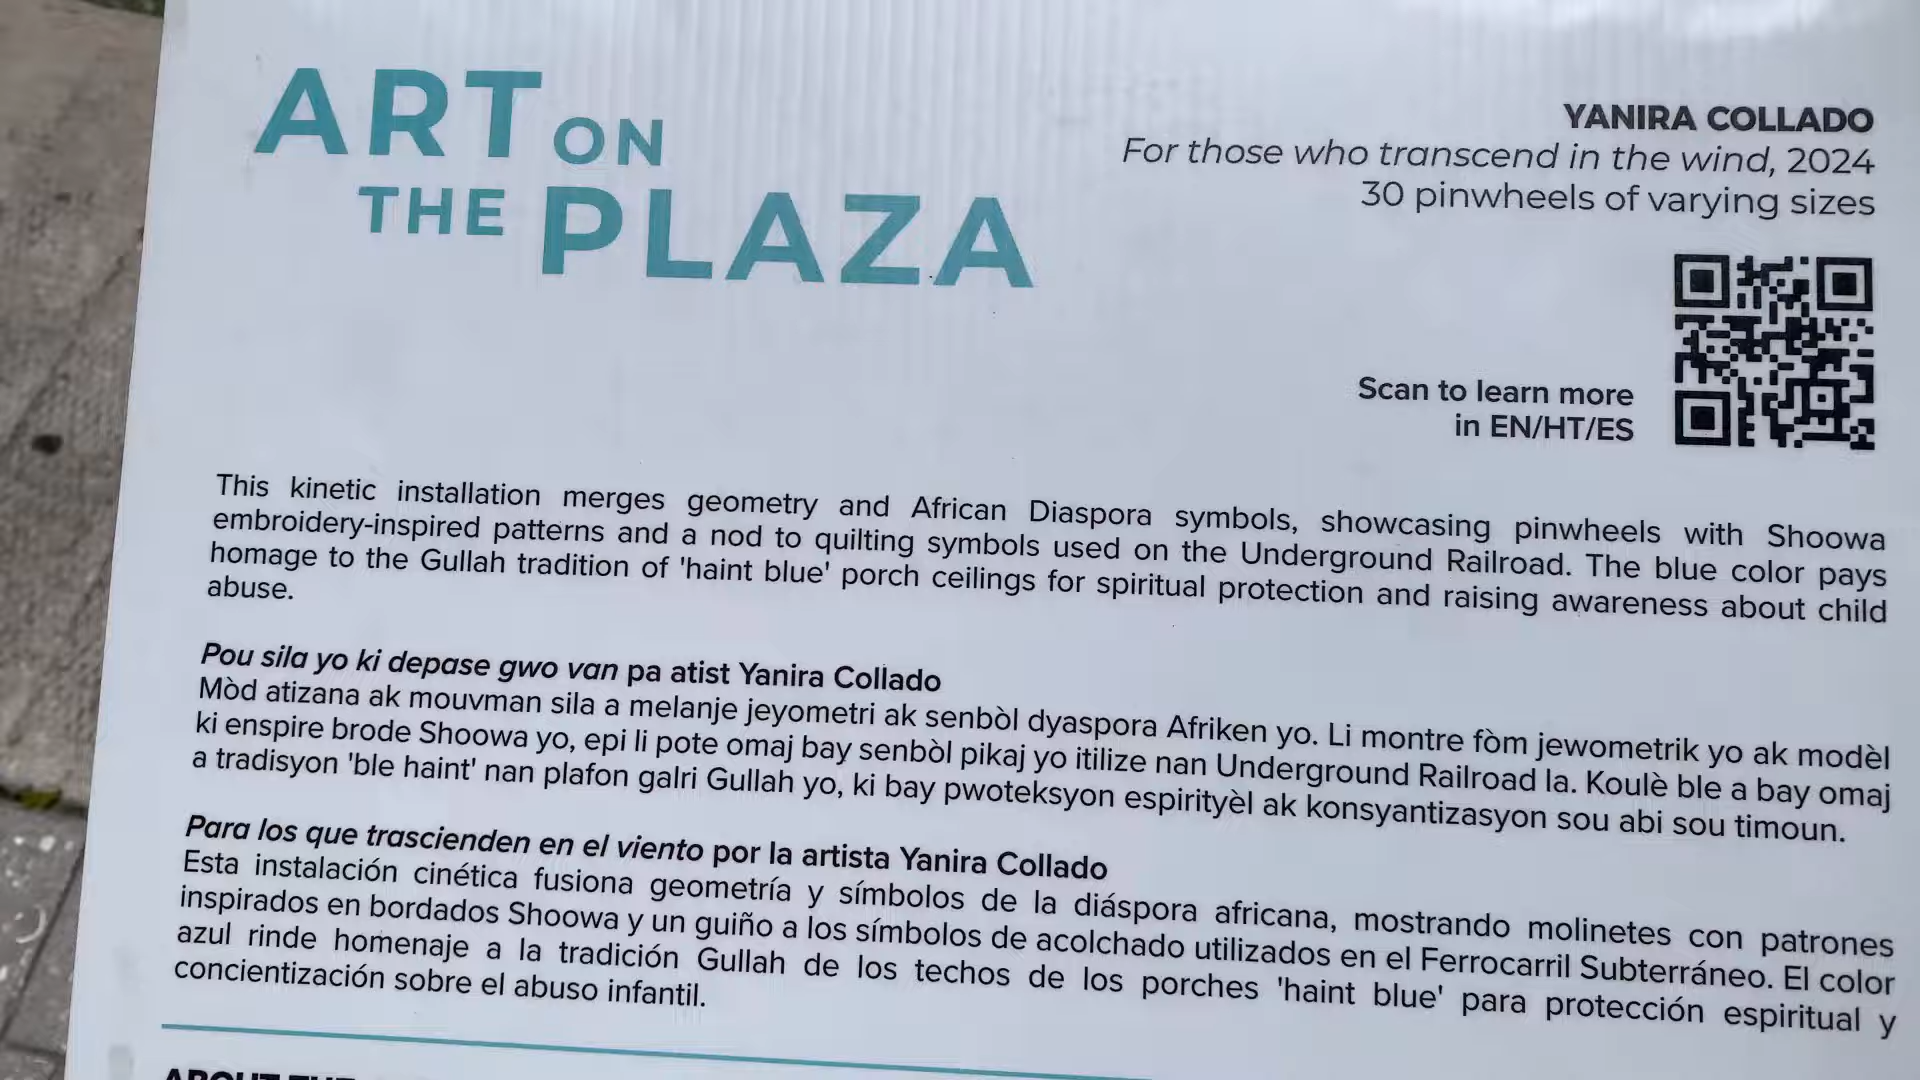 ART ON
THE PLAZA
YANIRA COLLADO
For those who transcend in the wind, 2024
30 pinwheels of varying sizes
Scan to learn more
in EN/HT/ES
This kinetic installation merges geometry and African Diaspora symbols, showcasing pinwheels with Shoowa
embroidery-inspired patterns and a nod to quilting symbols used on the Underground Railroad. The blue color pays
homage to the Gullah tradition of 'haint blue' porch ceilings for spiritual protection and raising awareness about child
abuse.
Pou sila yo ki depase gwo van pa atist Yanira Collado
Mòd atizana ak mouvman sila a melanje jeyometri ak senbòl dyaspora Afriken yo. Li montre fòm jewometrik yo ak modèl
ki enspire brode Shoowa yo, epi li pote omaj bay senbòl pikaj yo itilize nan Underground Railroad la. Koulè ble a bay omaj
a tradisyon 'ble haint' nan plafon galri Gullah yo, ki bay pwoteksyon espirityèl ak konsyantizasyon sou abi sou timoun.
Para los que trascienden en el viento por la artista Yanira Collado
Esta instalación cinética fusiona geometría y símbolos de la diáspora africana, mostrando molinetes con patrones
inspirados en bordados Shoowa y un guiño a los símbolos de acolchado utilizados en el Ferrocarril Subterráneo. El color
azul rinde homenaje a la tradición Gullah de los techos de los porches 'haint blue' para protección espiritual y
concientización sobre el abuso infantil.
ABOUT THE